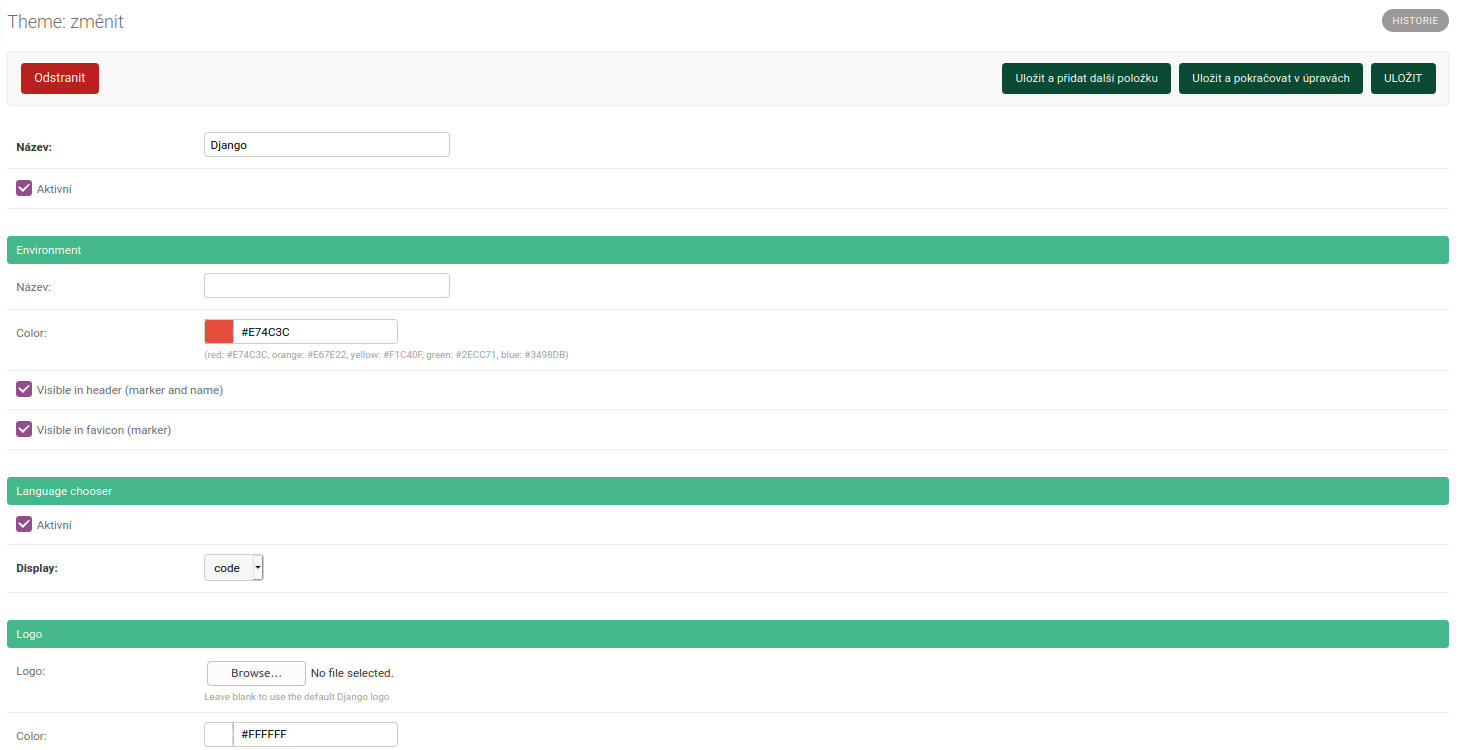 Theme: změnit
HISTORIE
Odstranit
Uložit a přidat další položku
Uložit a pokračovat v úpravách
ULOŽIT
Název:
Django
Aktivní
Environment
Název:
Color:
#E74C3C
(red: #E74C3C, orange: #E67E22, yellow: #F1C40F, green: #2ECC71, blue: #3498DB)
Visible in header (marker and name)
Visible in favicon (marker)
Language chooser
Aktivní
Display:
code
Logo
Logo:
Browse...
No file selected.
Leave blank to use the default Django logo
Color:
#FFFFFF